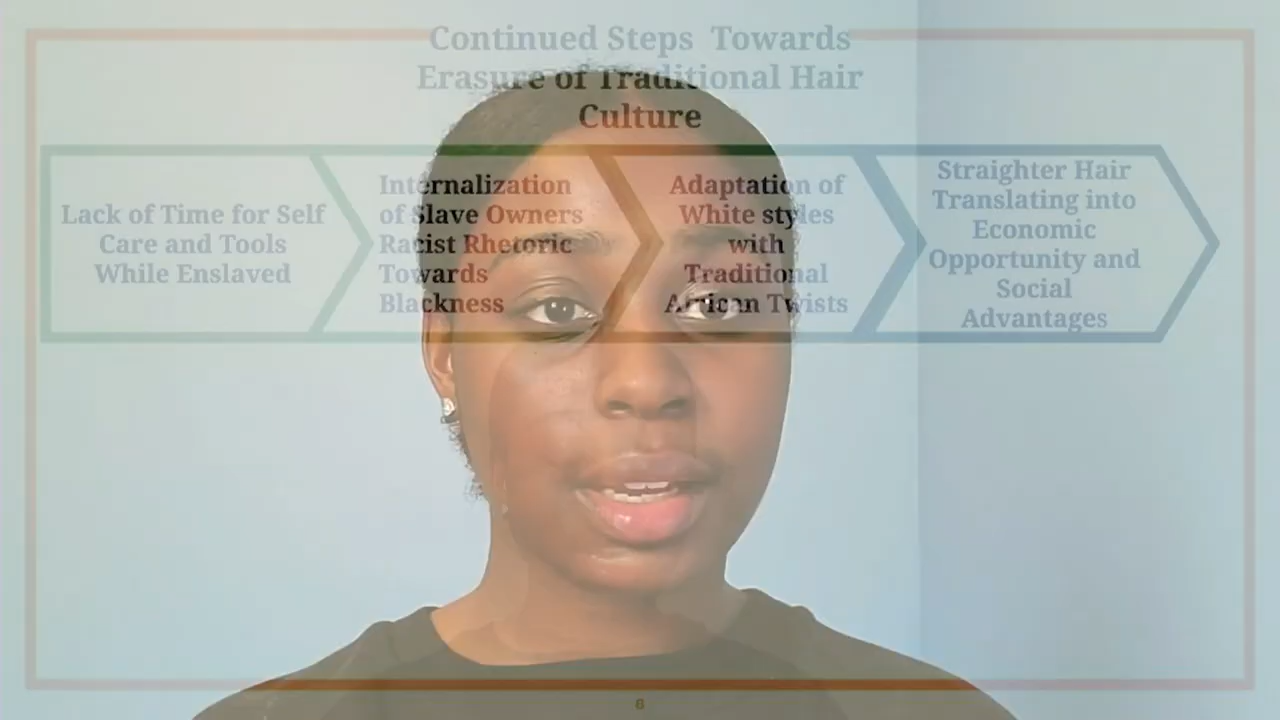 Continued Steps Towards
Erasure of Traditional Hair
Culture
Lack of Time for Self
Care and Tools
While Enslaved
Internalization
of Slave Owners
Racist Rhetoric
Towards
Blackness
Adaptation of
White styles
with
Traditional
African Twists
Straighter Hair
Translating into
Economic
Opportunity and
Social
Advantages
8